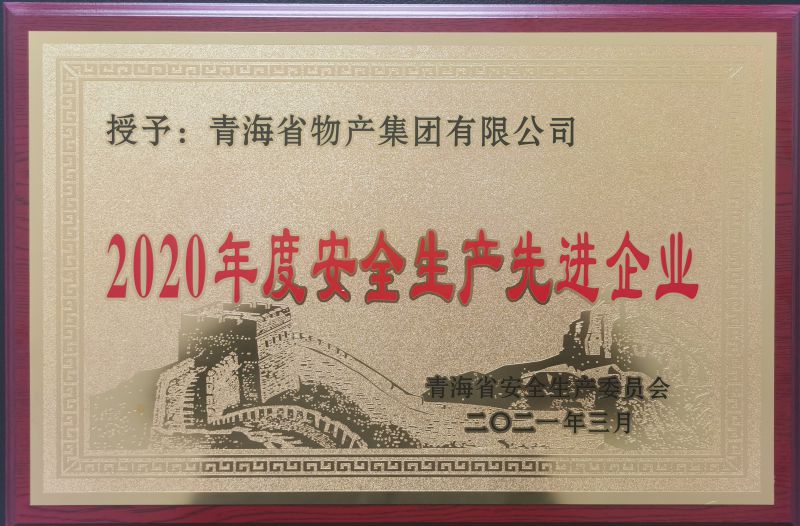 授予：青海省物产集团有限公司
2020年度安全生产先进企业
青海省安全生产委员会
二〇二一年三月